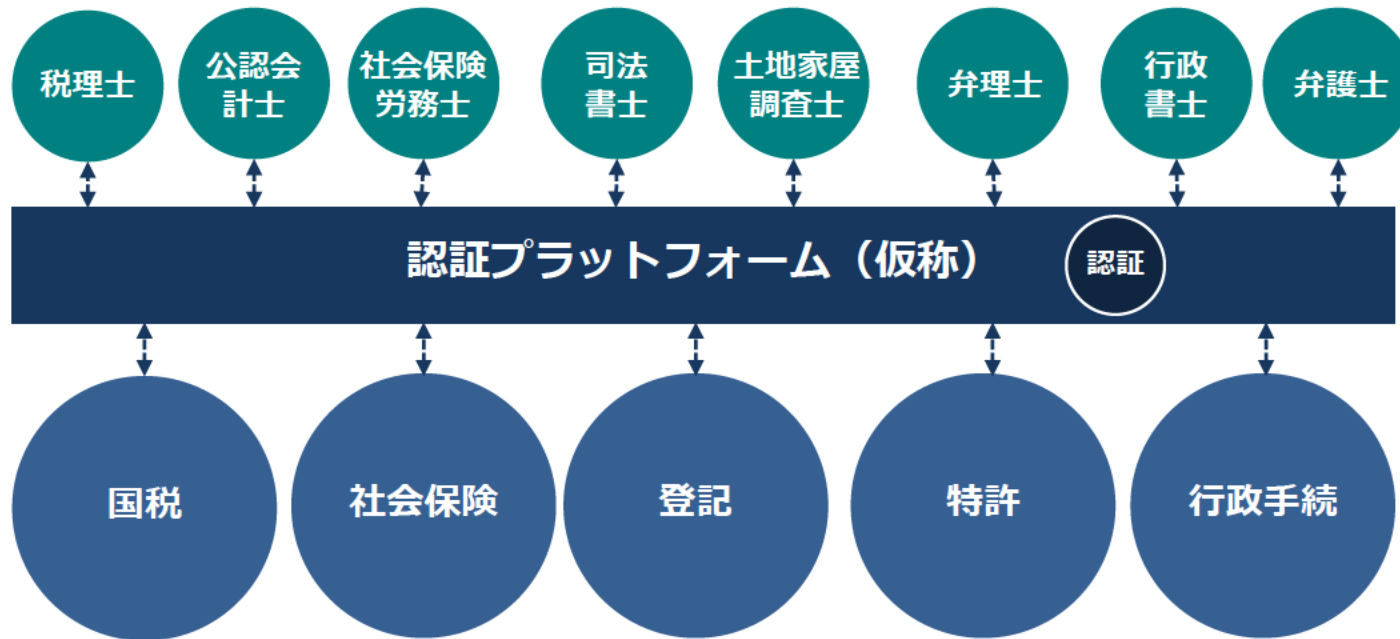 税理士
公認会
計士
社会保険
労務士
司法
書士
土地家屋
調査士
弁理士
行政
書士
弁護士
認証プラットフォーム（仮称）
認証
国税
社会保険
登記
特許
行政手続